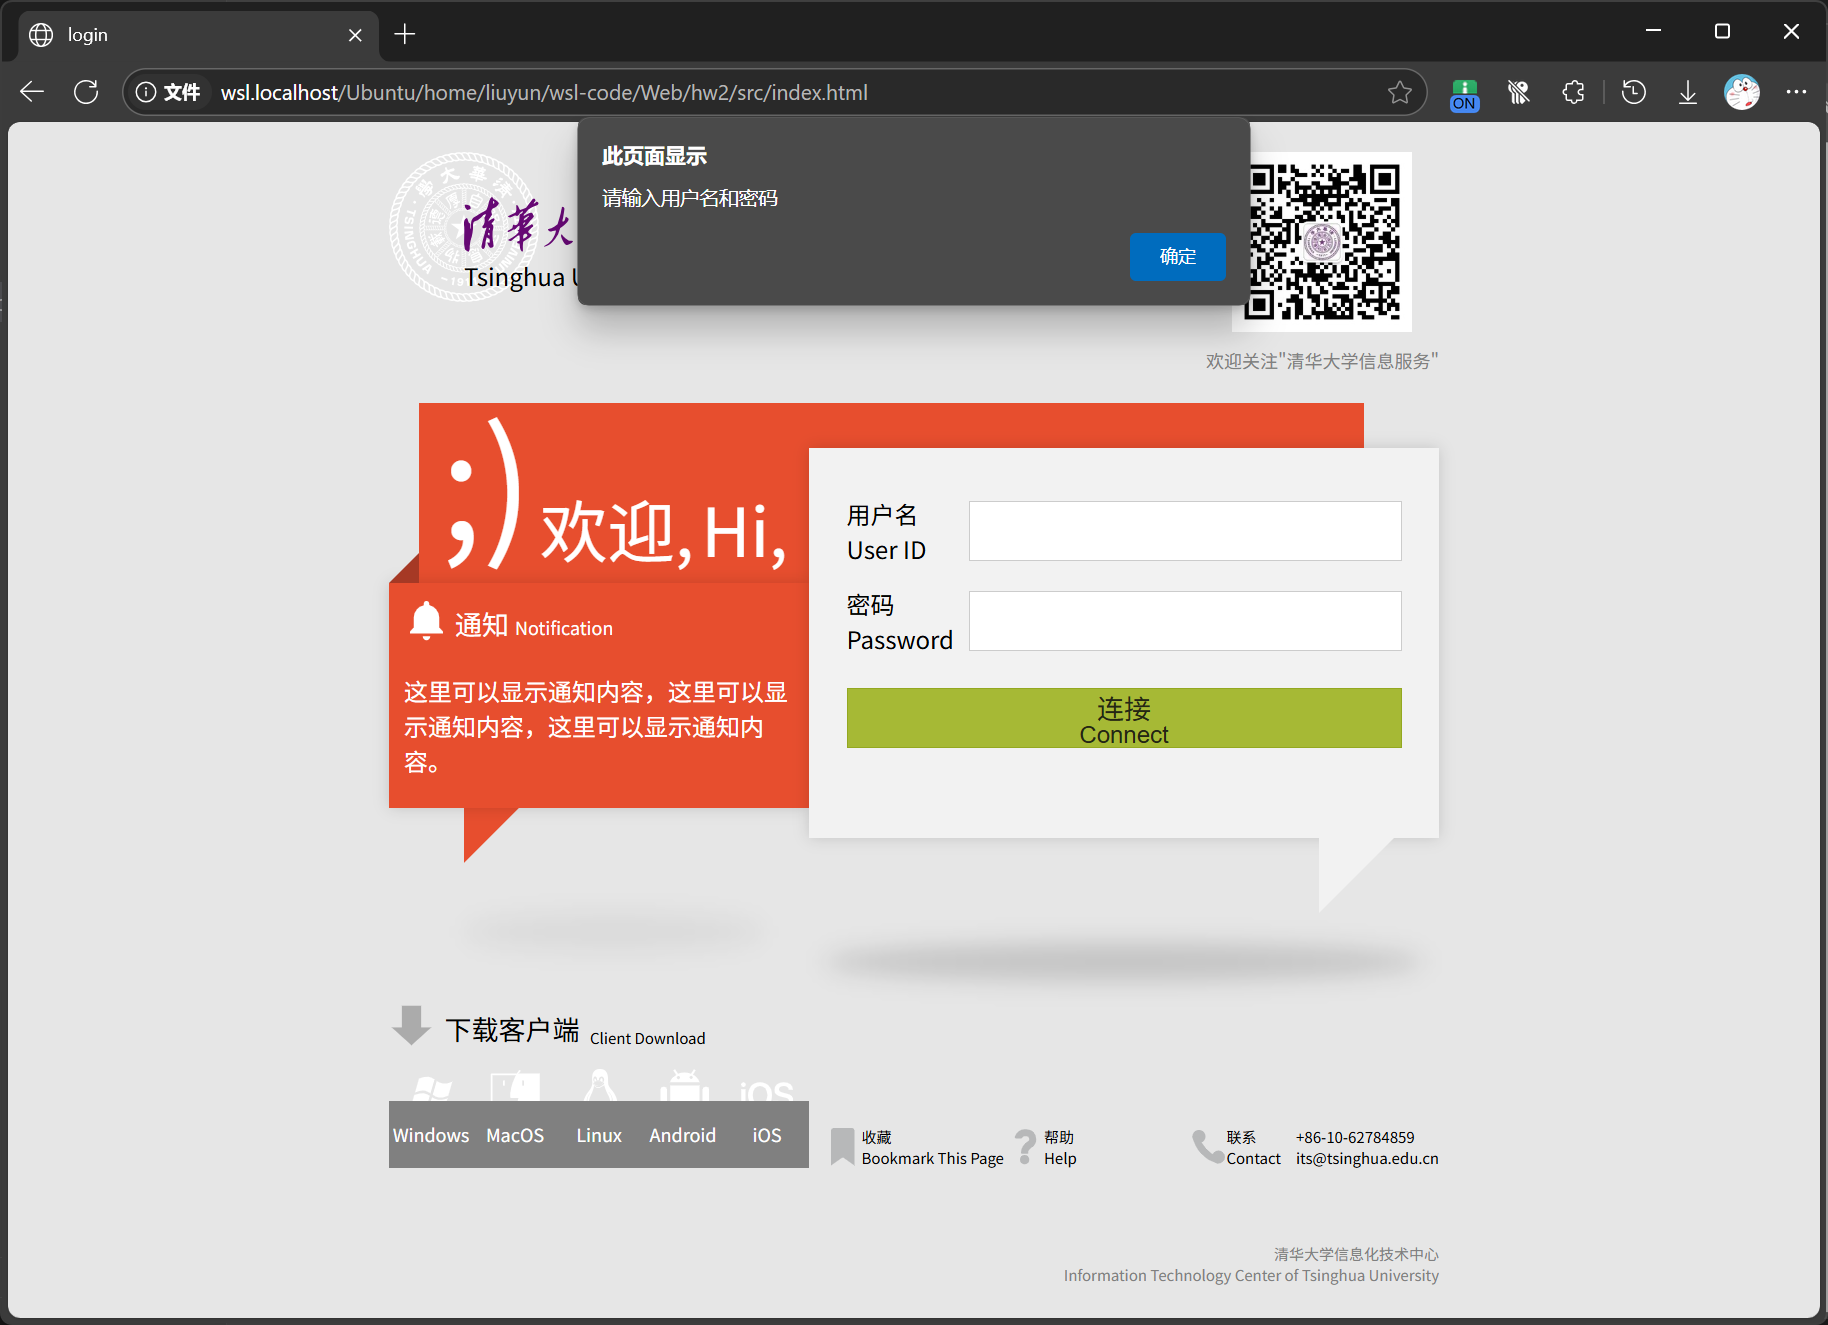 login
文件
wsl.localhost/Ubuntu/home/liuyun/wsl-code/Web/hw2/src/index.html
ON
此页面显示
请输入用户名和密码
确定
清華大
Tsinghua
欢迎关注"清华大学信息服务"
;)欢迎,Hi,
用户名
User ID
密码
Password
连接
Connect
通知 Notification
这里可以显示通知内容，这里可以显
示通知内容，这里可以显示通知内
容。
下载客户端 Client Download
iOS
Windows MacOS Linux Android iOS
收藏
Bookmark This Page
帮助
Help
联系 +86-10-62784859
Contact its@tsinghua.edu.cn
清华大学信息化技术中心
Information Technology Center of Tsinghua University